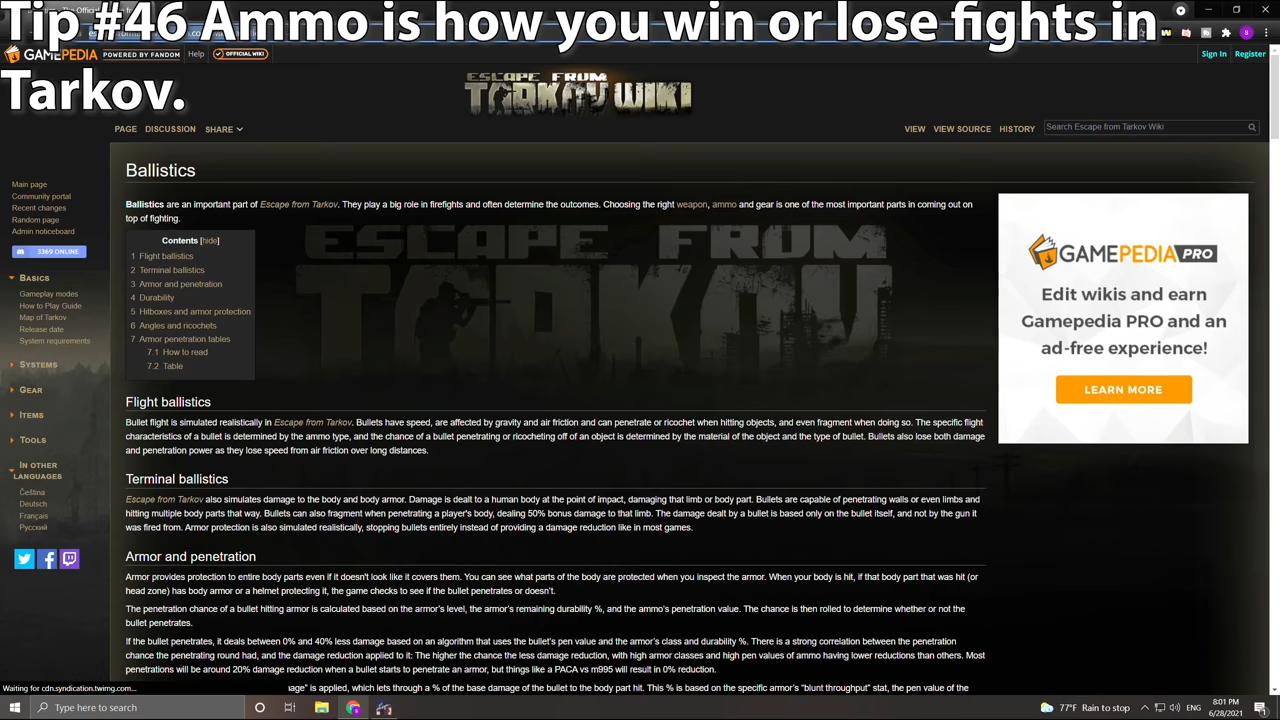 Tip #46 Ammo is how you win or lose fights in
Tarkov.
GAMEPEDIA POWERED BY FANDOM Help OFFICIAL WIKI
Sign In Register
ESCAPE FROM
TARKOV WIKI
PAGE DISCUSSION SHARE VIEW VIEW SOURCE HISTORY Search Escape from Tarkov Wiki
Main page
Community portal
Recent changes
Random page
Admin noticeboard
3369 ONLINE
BASICS
Gameplay modes
How to Play Guide
Map of Tarkov
Release date
System requirements
SYSTEMS
GEAR
ITEMS
TOOLS
IN OTHER
LANGUAGES
Čeština
Deutsch
Français
Русский
Ballistics
Ballistics are an important part of Escape from Tarkov. They play a big role in firefights and often determine the outcomes. Choosing the right weapon, ammo and gear is one of the most important parts in coming out on
top of fighting.
Contents [hide]
1 Flight ballistics
2 Terminal ballistics
3 Armor and penetration
4 Durability
5 Hitboxes and armor protection
6 Angles and ricochets
7 Armor penetration tables
7.1 How to read
7.2 Table
ESCAPE FROM
TARKOV
Flight ballistics
Bullet flight is simulated realistically in Escape from Tarkov. Bullets have speed, are affected by gravity and air friction and can penetrate or ricochet when hitting objects, and even fragment when doing so. The specific flight
characteristics of a bullet is determined by the ammo type, and the chance of a bullet penetrating or ricocheting off of an object is determined by the material of the object and the type of bullet. Bullets also lose both damage
and penetration power as they lose speed from air friction over long distances.
Terminal ballistics
Escape from Tarkov also simulates damage to the body and body armor. Damage is dealt to a human body at the point of impact, damaging that limb or body part. Bullets are capable of penetrating walls or even limbs and
hitting multiple body parts that way. Bullets can also fragment when penetrating a player's body, dealing 50% bonus damage to that limb. The damage dealt by a bullet is based only on the bullet itself, and not by the gun it
was fired from. Armor protection is also simulated realistically, stopping bullets entirely instead of providing a damage reduction like in most games.
Armor and penetration
Armor provides protection to entire body parts even if it doesn't look like it covers them. You can see what parts of the body are protected when you inspect the armor. When your body is hit, if that body part that was hit (or
head zone) has body armor or a helmet protecting it, the game checks to see if the bullet penetrates or doesn't.
The penetration chance of a bullet hitting armor is calculated based on the armor's level, the armor's remaining durability %, and the ammo's penetration value. The chance is then rolled to determine whether or not the
bullet penetrates.
If the bullet penetrates, it deals between 0% and 40% less damage based on an algorithm that uses the bullet's pen value and the armor's class and durability %. There is a strong correlation between the penetration
chance the penetrating round had, and the damage reduction applied to it: The higher the chance the less damage reduction, with high armor classes and high pen values of ammo having lower reductions than others. Most
penetrations will be around 20% damage reduction when a bullet starts to penetrate an armor, but things like a PACA vs m995 will result in 0% reduction.
age" is applied, which lets through a % of the base damage of the bullet to the body part hit. This % is based on the specific armor's "blunt throughput" stat, the pen value of the
GAMEPEDIA PRO
Edit wikis and earn
Gamepedia PRO and an
ad-free experience!
LEARN MORE
Waiting for cdn.syndication.twimg.com...
Type here to search
77°F Rain to stop ENG
8:01 PM
6/28/2021